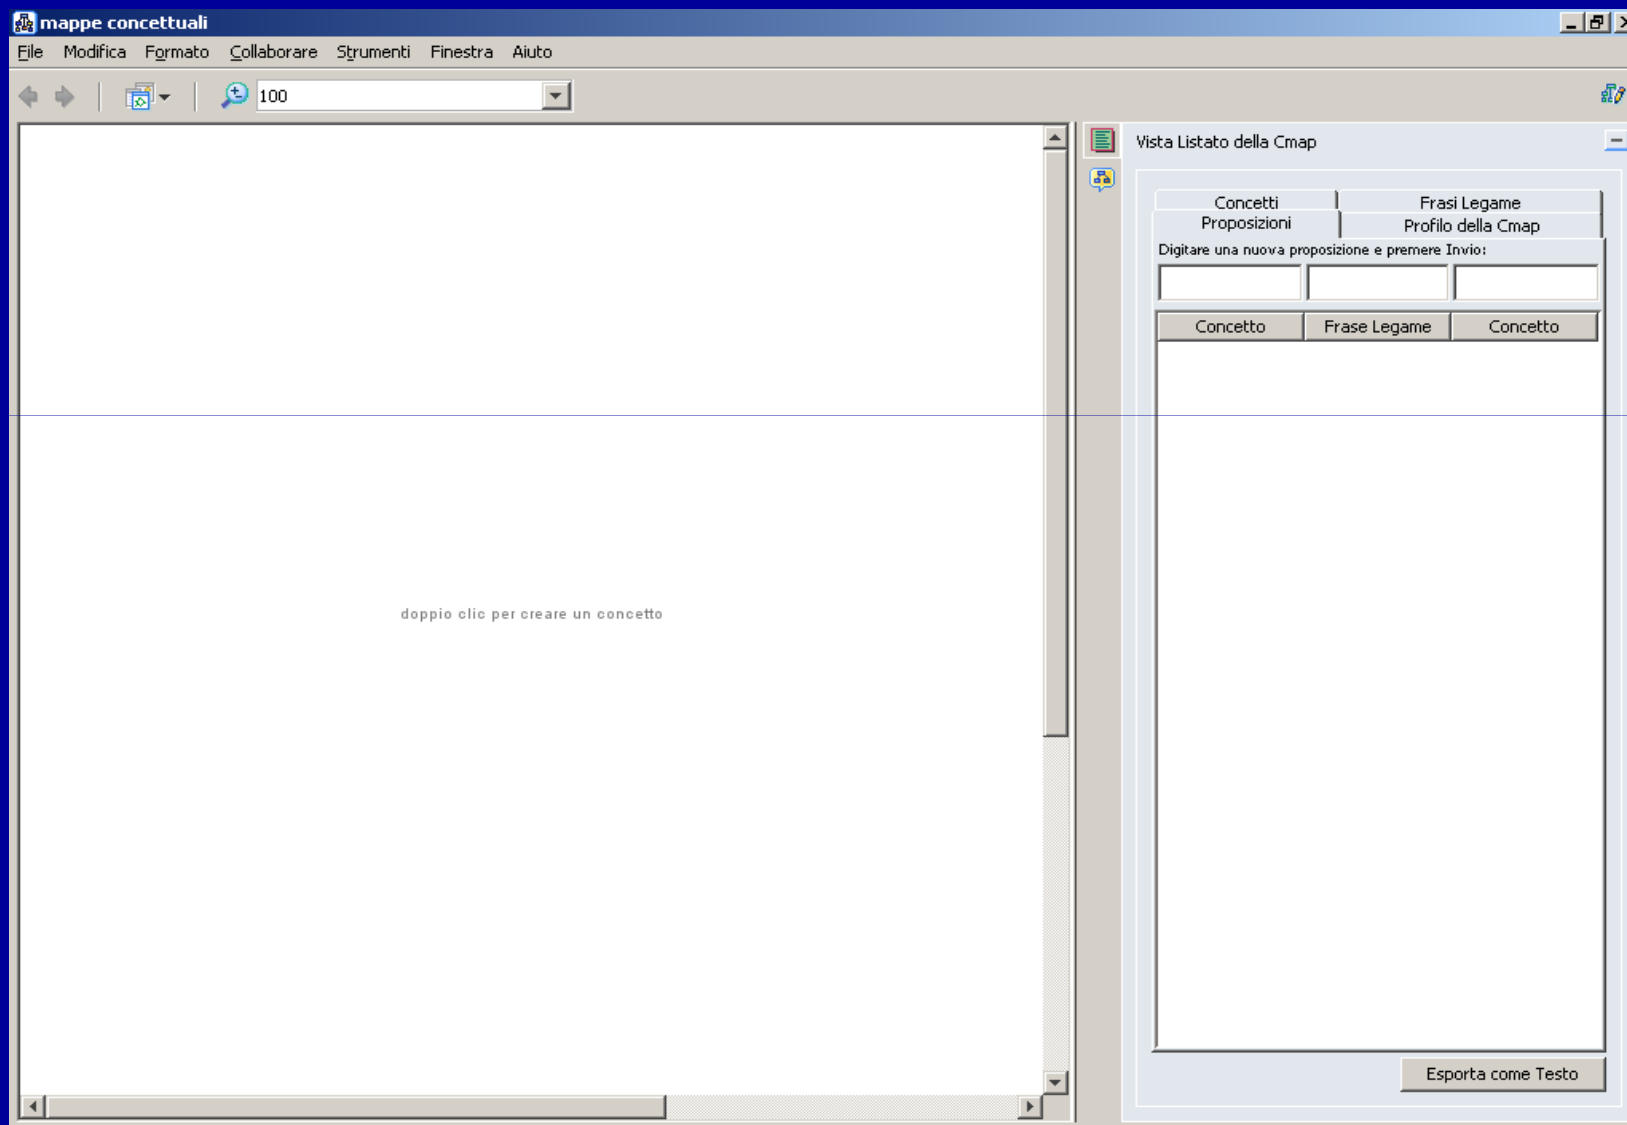 mappe concettuali
File Modifica Formato Collaborare Strumenti Finestra Aiuto
100
Vista Listato della Cmap
Concetti Frasi Legame
Proposizioni Profilo della Cmap
Digitare una nuova proposizione e premere Invio:
Concetto Frase Legame Concetto
doppio clic per creare un concetto
Esporta come Testo